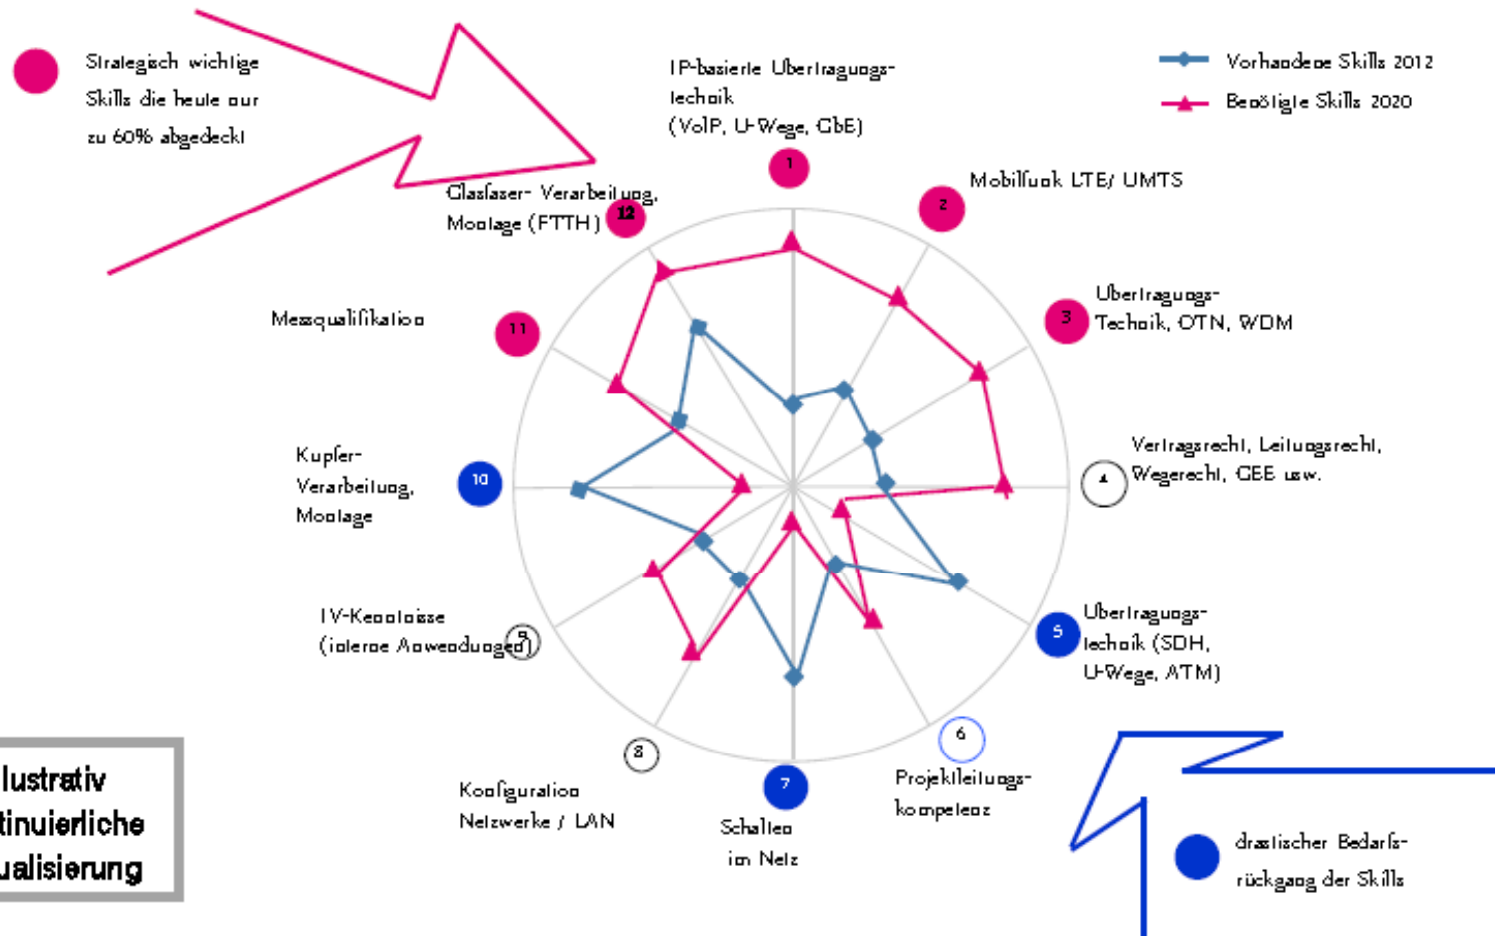 Strategisch wichtige
Skills die heute nur
zu 60% abgedeckt
IP-basierte Übertragungs-
technik
(VoIP, Ü-Wege, GbE)
Vorhandene Skills 2012
Benötigte Skills 2020
1
Mobilfunk LTE/ UMTS
2
Glasfaser- Verarbeitung,
Montage (FTTH)
12
Übertragungs-
Technik, OTN, WDM
3
Messqualifikation
11
Vertragsrecht, Leitungsrecht,
Wegerecht, GEE usw.
4
Kupfer-
Verarbeitung,
Montage
10
Übertragungs-
technik (SDH,
Ü-Wege, ATM)
5
IV-Kenntnisse
(interne Anwendungen)
9
6
Projektleitungs-
kompetenz
8
Konfiguration
Netzwerke / LAN
7
Schalten
im Netz
lustrativ
tinuierliche
ualisierung
drastischer Bedarfs-
rückgang der Skills